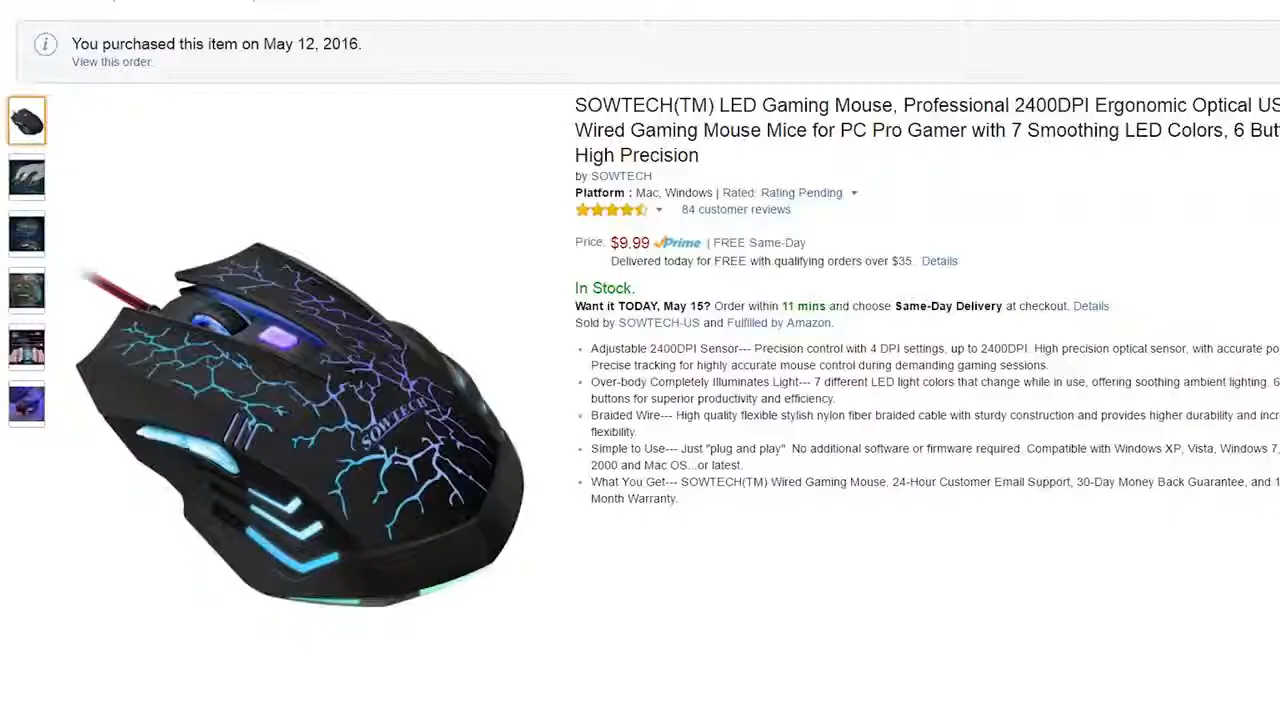 You purchased this item on May 12, 2016.
View this order.
SOWTECH(TM) LED Gaming Mouse, Professional 2400DPI Ergonomic Optical US
Wired Gaming Mouse Mice for PC Pro Gamer with 7 Smoothing LED Colors, 6 But
High Precision
by SOWTECH
Platform : Mac, Windows | Rated: Rating Pending
84 customer reviews
Price: $9.99 Prime | FREE Same-Day
Delivered today for FREE with qualifying orders over $35. Details
In Stock.
Want it TODAY, May 15? Order within 11 mins and choose Same-Day Delivery at checkout. Details
Sold by SOWTECH-US and Fulfilled by Amazon.
Adjustable 2400DPI Sensor--- Precision control with 4 DPI settings, up to 2400DPI. High precision optical sensor, with accurate po
Precise tracking for highly accurate mouse control during demanding gaming sessions.
Over-body Completely Illuminates Light--- 7 different LED light colors that change while in use, offering soothing ambient lighting. 6
buttons for superior productivity and efficiency.
Braided Wire--- High quality flexible stylish nylon fiber braided cable with sturdy construction and provides higher durability and incr
flexibility.
Simple to Use--- Just "plug and play" No additional software or firmware required. Compatible with Windows XP, Vista, Windows 7,
2000 and Mac OS...or latest.
What You Get--- SOWTECH(TM) Wired Gaming Mouse, 24-Hour Customer Email Support, 30-Day Money Back Guarantee, and 1
Month Warranty.
SOWTECH